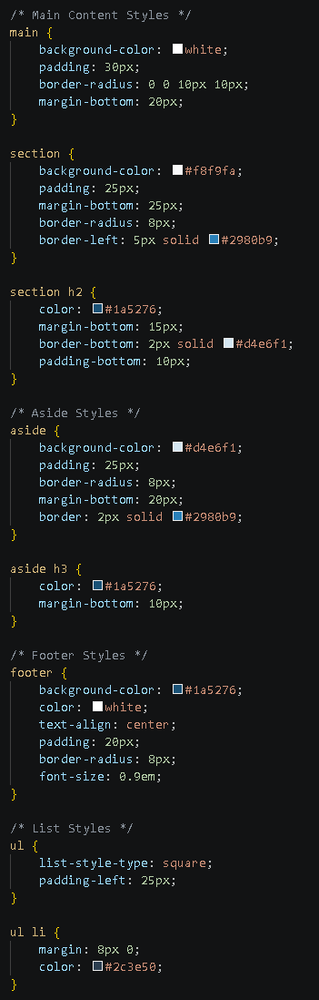 /* Main Content Styles */
main {
    background-color: white;
    padding: 30px;
    border-radius: 0 0 10px 10px;
    margin-bottom: 20px;
}

section {
    background-color: #f8f9fa;
    padding: 25px;
    margin-bottom: 25px;
    border-radius: 8px;
    border-left: 5px solid #2980b9;
}

section h2 {
    color: #1a5276;
    margin-bottom: 15px;
    border-bottom: 2px solid #d4e6f1;
    padding-bottom: 10px;
}

/* Aside Styles */
aside {
    background-color: #d4e6f1;
    padding: 25px;
    border-radius: 8px;
    margin-bottom: 20px;
    border: 2px solid #2980b9;
}

aside h3 {
    color: #1a5276;
    margin-bottom: 10px;
}

/* Footer Styles */
footer {
    background-color: #1a5276;
    color: white;
    text-align: center;
    padding: 20px;
    border-radius: 8px;
    font-size: 0.9em;
}

/* List Styles */
ul {
    list-style-type: square;
    padding-left: 25px;
}

ul li {
    margin: 8px 0;
    color: #2c3e50;
}